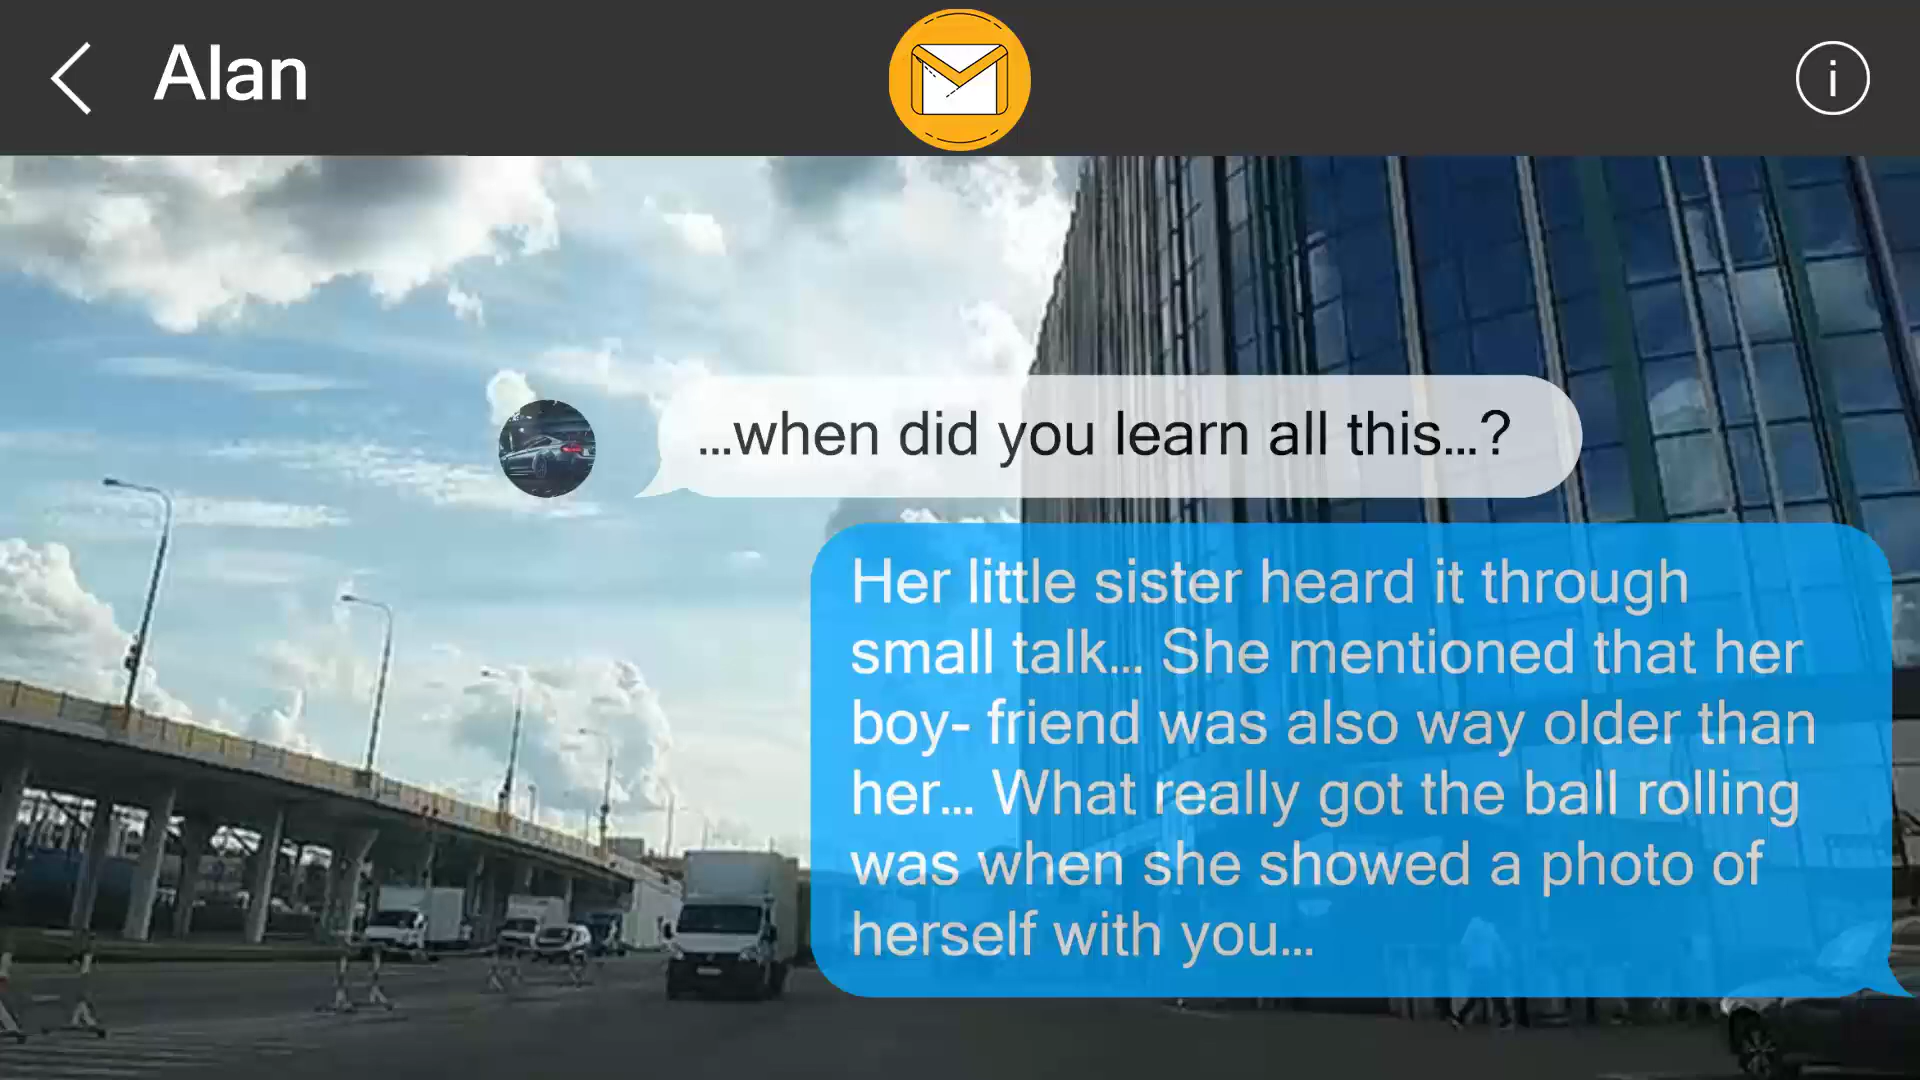 Alan
i
...when did you learn all this...?
Her little sister heard it through
small talk... She mentioned that her
boy- friend was also way older than
her... What really got the ball rolling
was when she showed a photo of
herself with you...